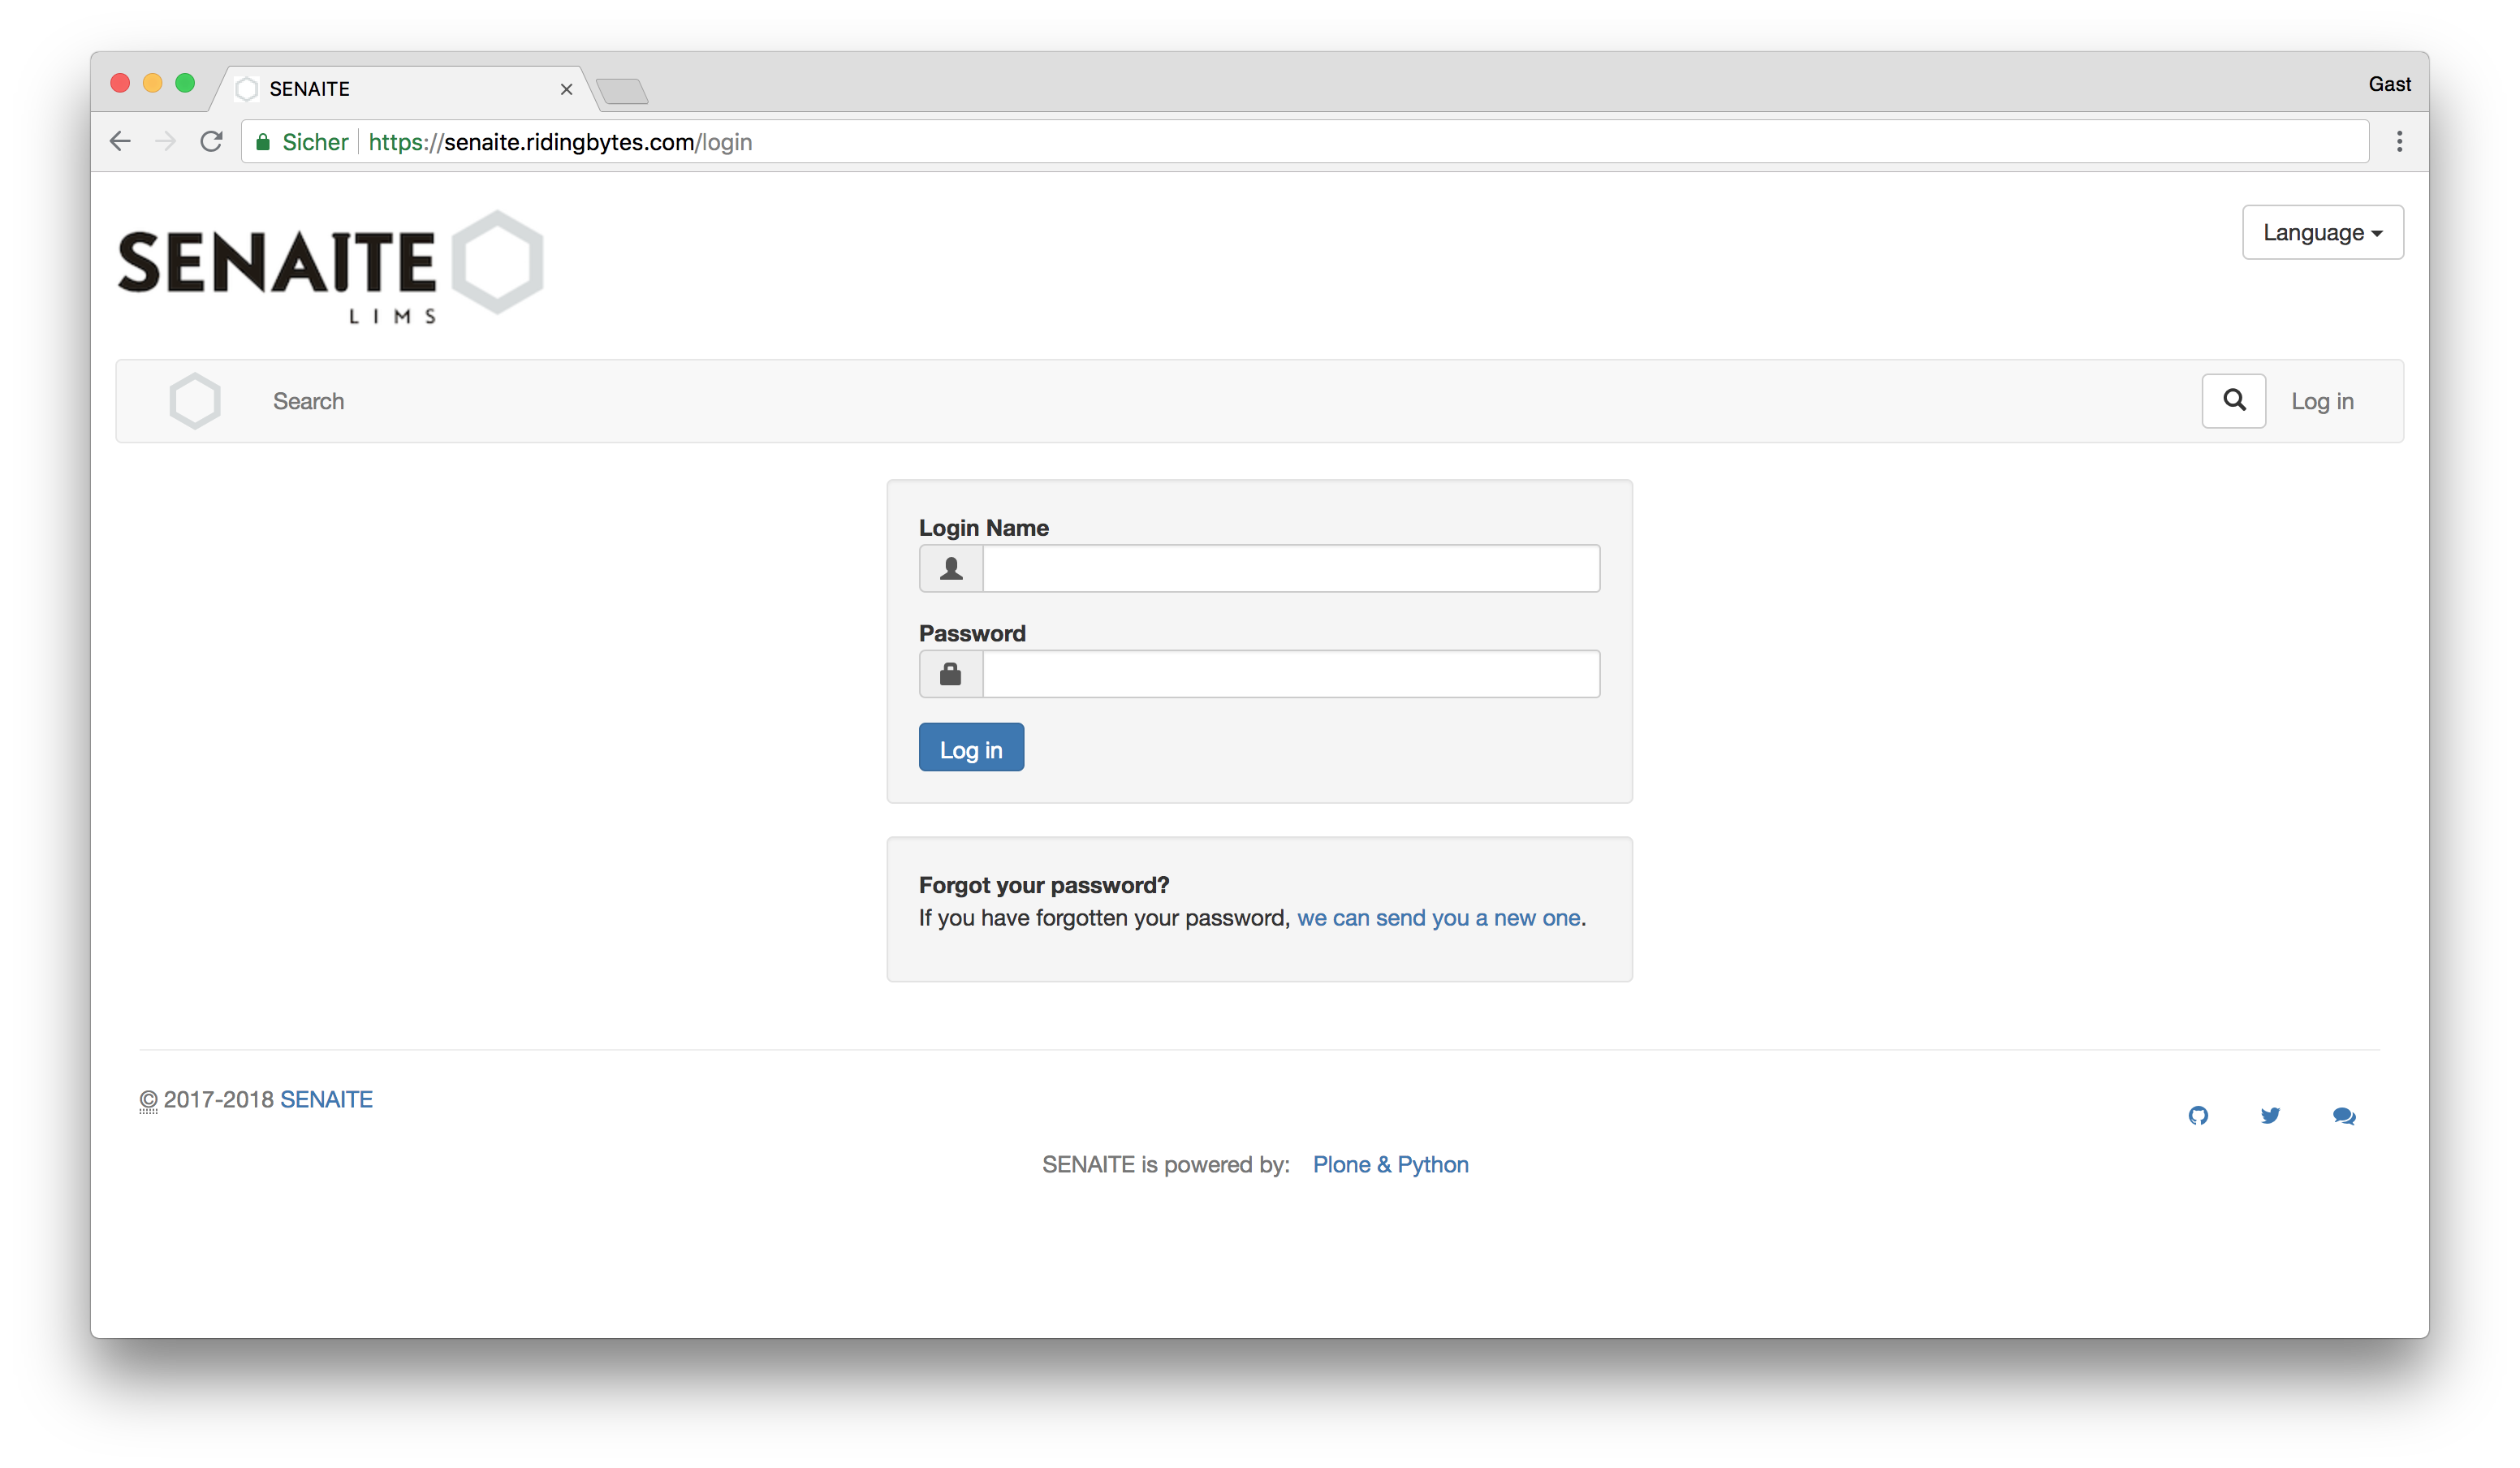 SENAITE
Gast
Sicher https://senaite.ridingbytes.com/login
SENAITE
LIMS
Language
Search
Log in
Login Name
Password
Log in
Forgot your password?
If you have forgotten your password, we can send you a new one.
© 2017-2018 SENAITE
SENAITE is powered by: Plone & Python